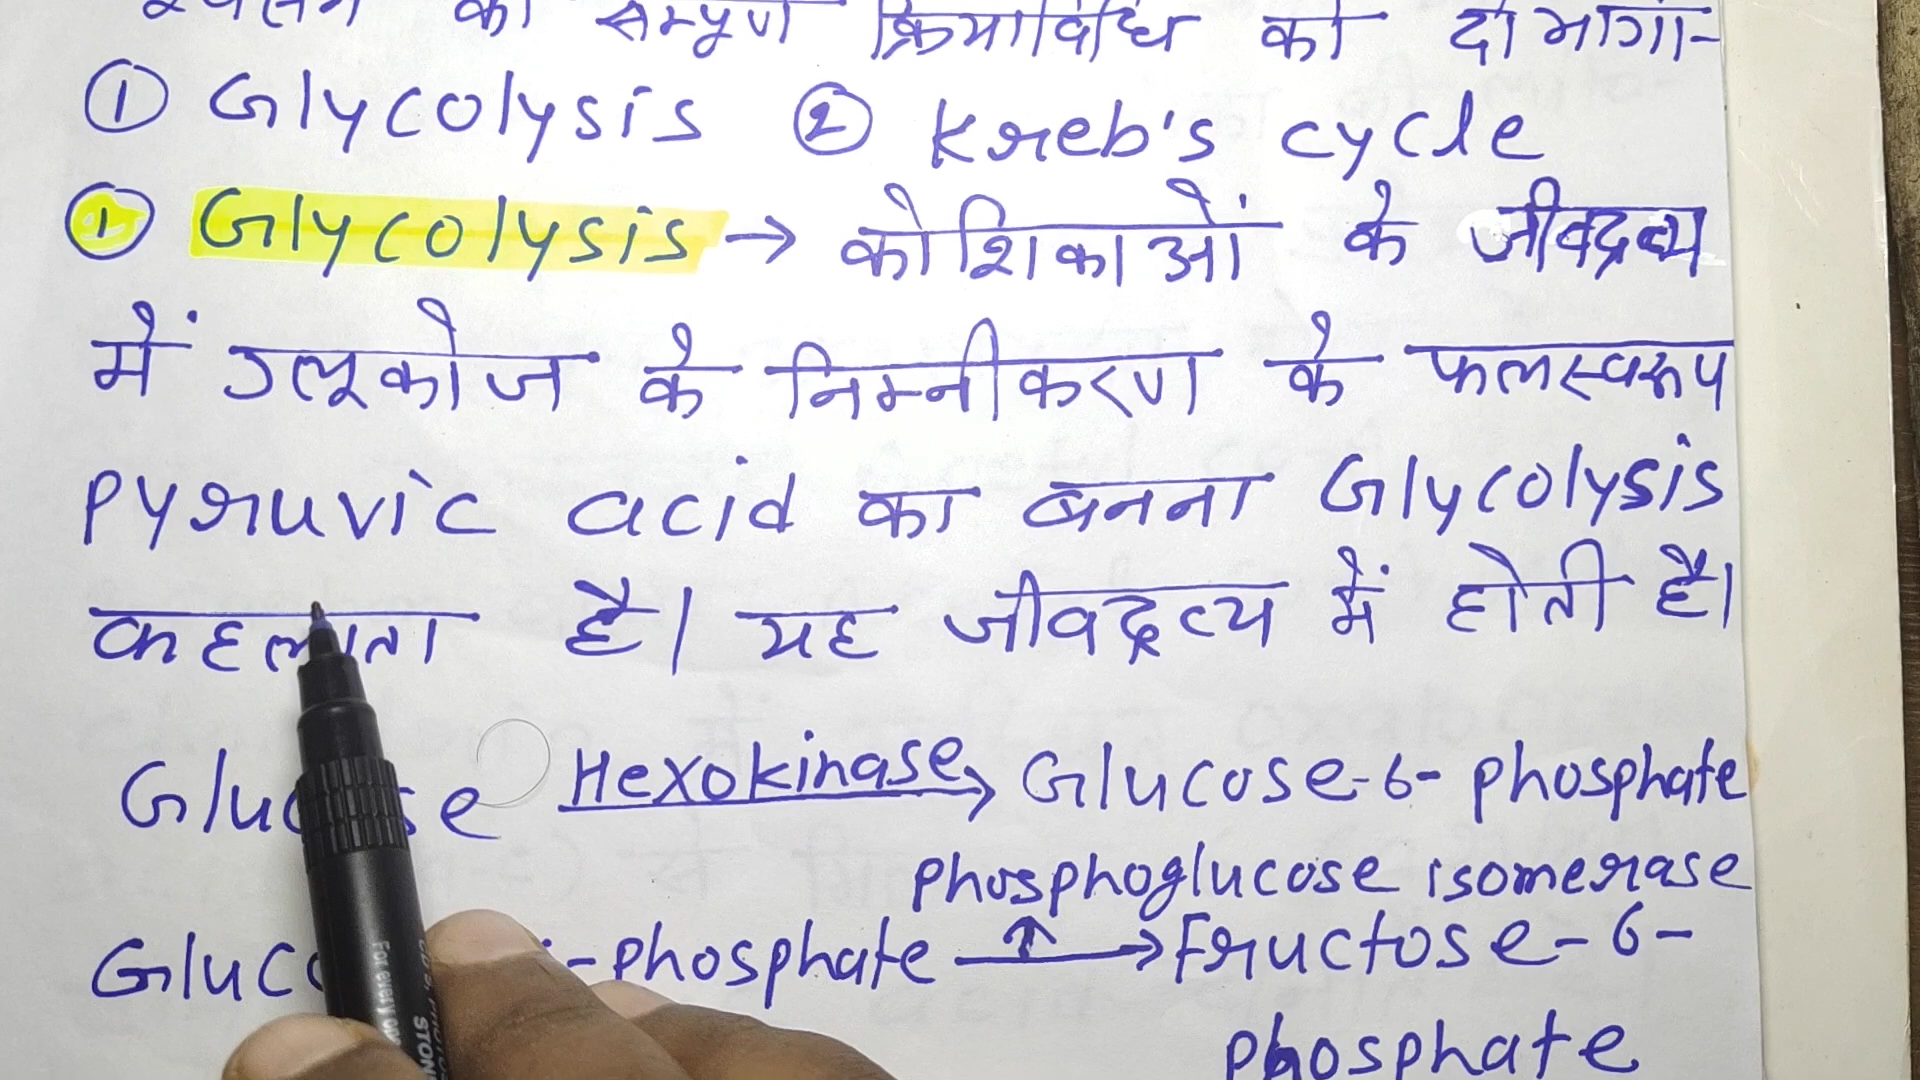 की सम्पूर्ण क्रियाविधि को दो भागों-
① Glycolysis ② Kreb's cycle
① Glycolysis → कोशिकाओं के जीवद्रव्य
में ग्लूकोज के निम्नीकरण के फलस्वरूप
Pyruvic acid का बनना Glycolysis
कहलाता है। यह जीवद्रव्य में होती है।
Hexokinase
Glucose → Glucose-6-phosphate
phosphoglucose isomerase
-phosphate → Fructose-6-
phosphate